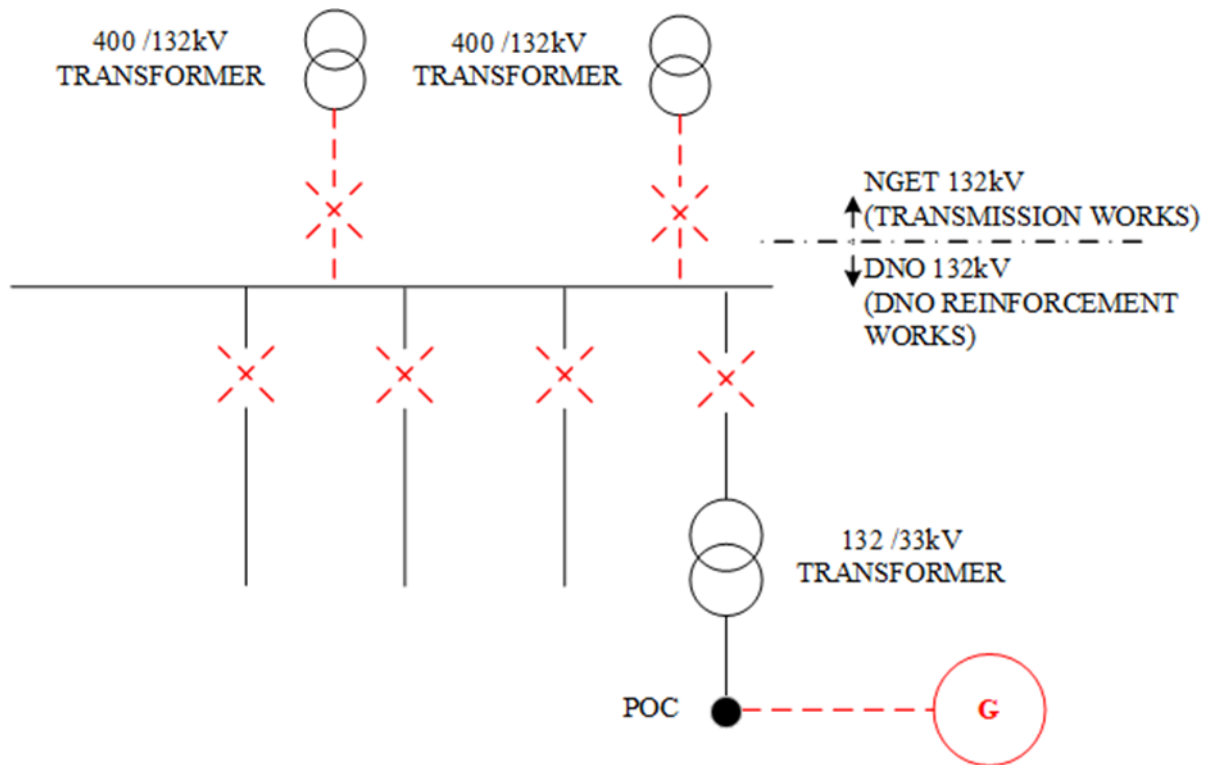 400 /132kV
TRANSFORMER
400 /132kV
TRANSFORMER
NGET 132kV
(TRANSMISSION WORKS)
DNO 132kV
(DNO REINFORCEMENT
WORKS)
132 /33kV
TRANSFORMER
POC
G